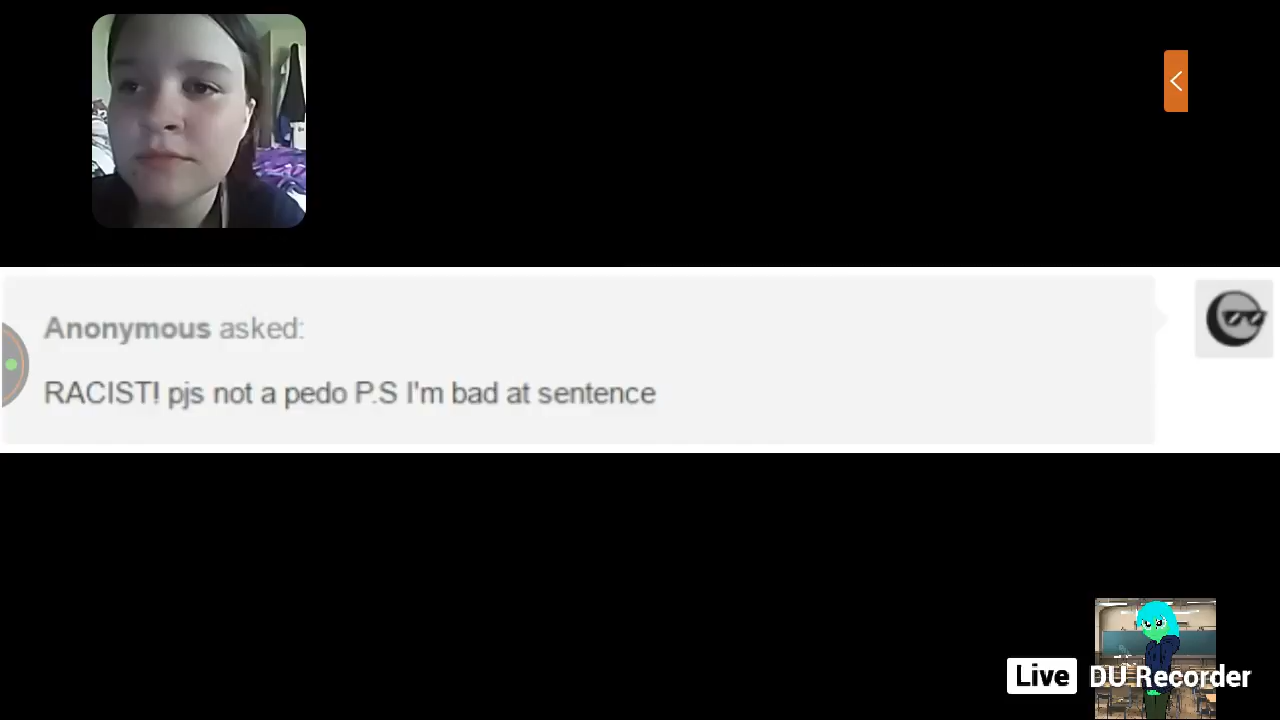 Anonymous asked:
RACIST! pjs not a pedo P.S I'm bad at sentence
Live DU Recorder